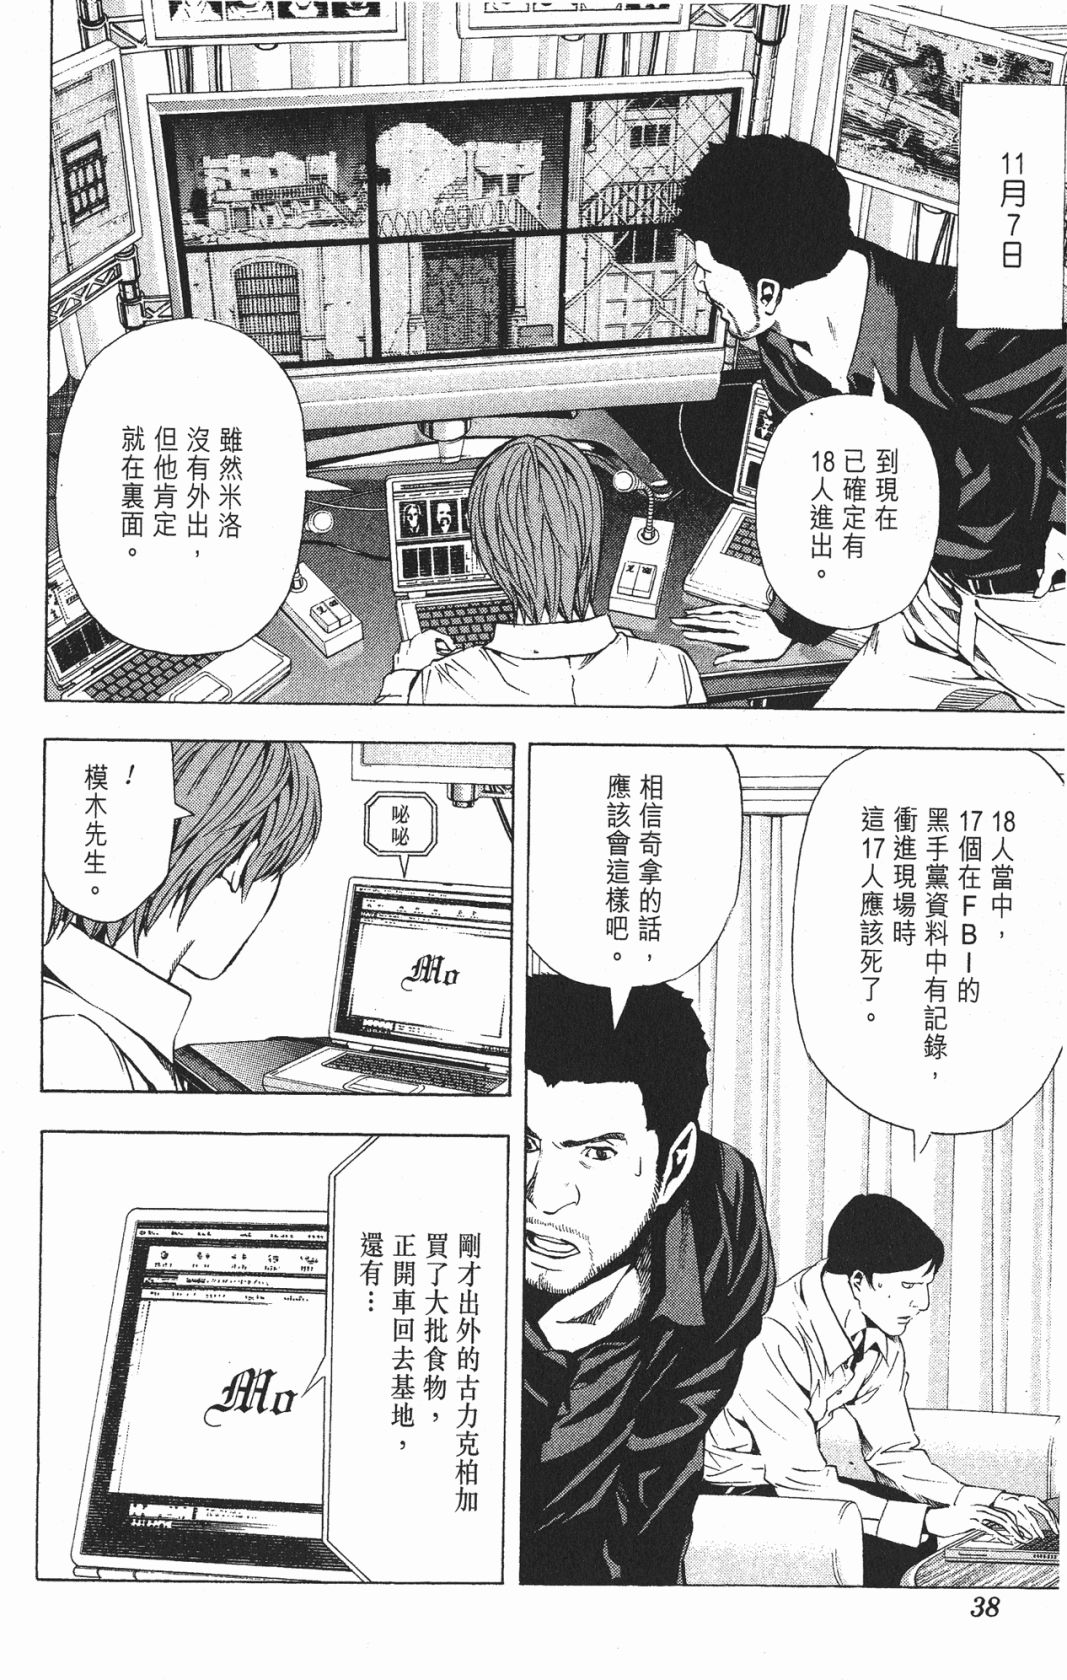 11月7日
到現在
已確定有
18人進出。
雖然米洛
沒有外出，
但他肯定
就在裏面。
18人當中，
17個在FBI的
黑手黨資料中有記錄，
衝進現場時
這17人應該死了。
相信奇拿的話，
應該會這樣吧。
咇咇
Mo
！
模木先生。
剛才出外的古力克柏加
買了大批食物，
正開車回去基地，
還有…
Mo
38